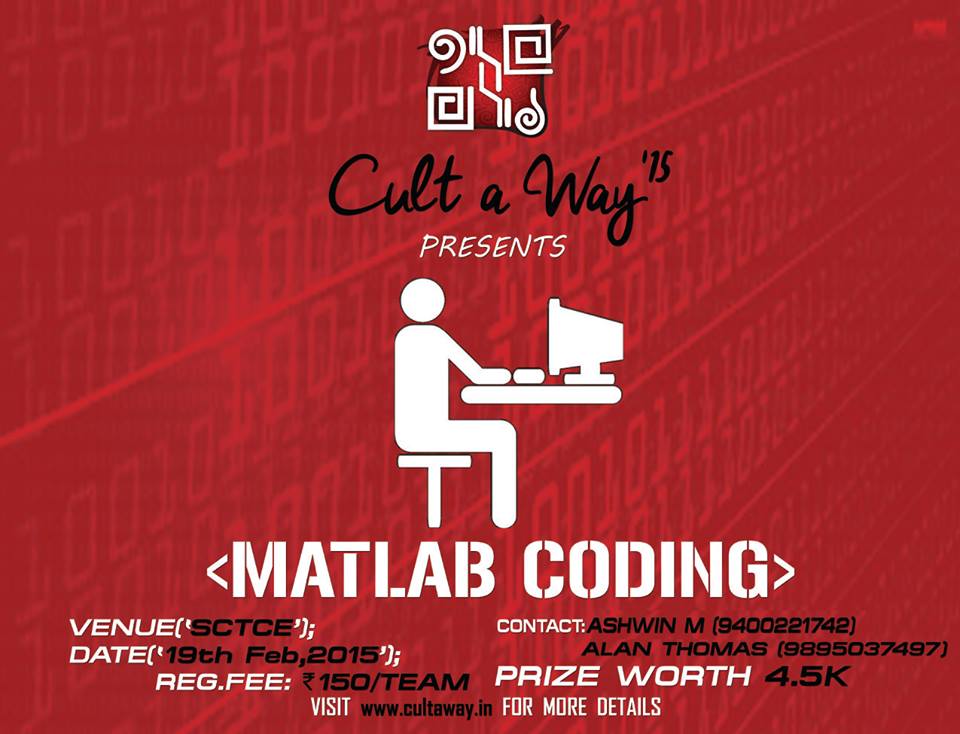 Cult a Way '15
PRESENTS
<MATLAB CODING>
VENUE('SCTCE');
DATE('19th Feb,2015');
REG.FEE: ₹150/TEAM
CONTACT: ASHWIN M (9400221742)
ALAN THOMAS (9895037497)
PRIZE WORTH 4.5K
VISIT www.cultaway.in FOR MORE DETAILS